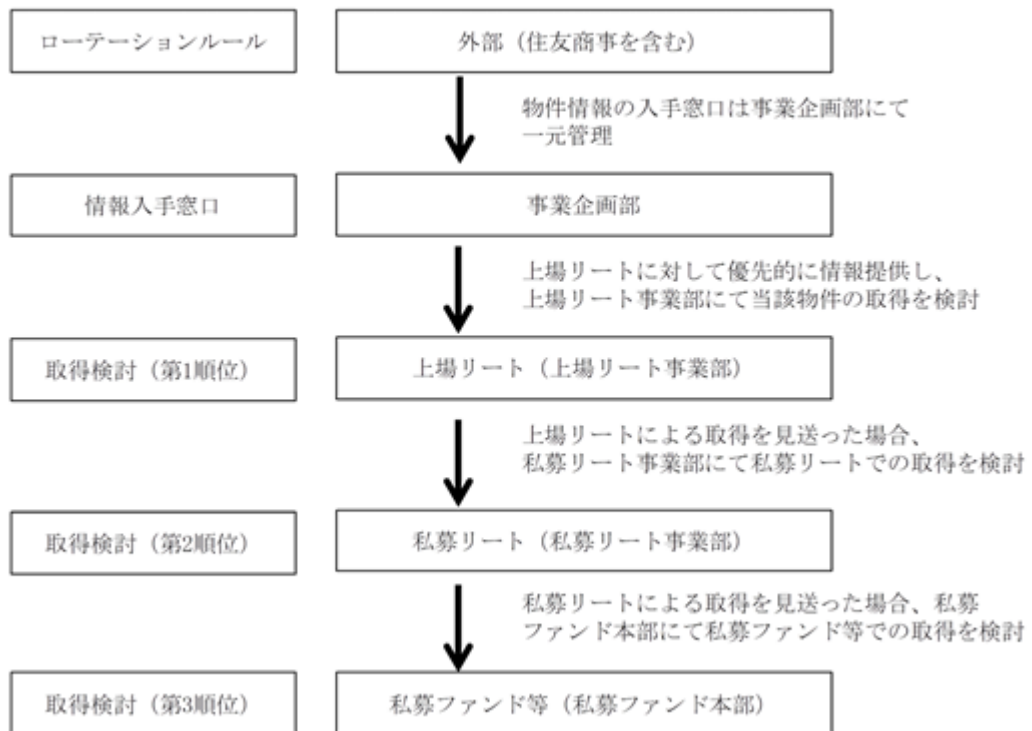 ローテーションルール
外部（住友商事を含む）
物件情報の入手窓口は事業企画部にて
一元管理
情報入手窓口
事業企画部
上場リートに対して優先的に情報提供し、
上場リート事業部にて当該物件の取得を検討
取得検討（第1順位）
上場リート（上場リート事業部）
上場リートによる取得を見送った場合、
私募リート事業部にて私募リートでの取得を検討
取得検討（第2順位）
私募リート（私募リート事業部）
私募リートによる取得を見送った場合、私募
ファンド本部にて私募ファンド等での取得を検討
取得検討（第3順位）
私募ファンド等（私募ファンド本部）